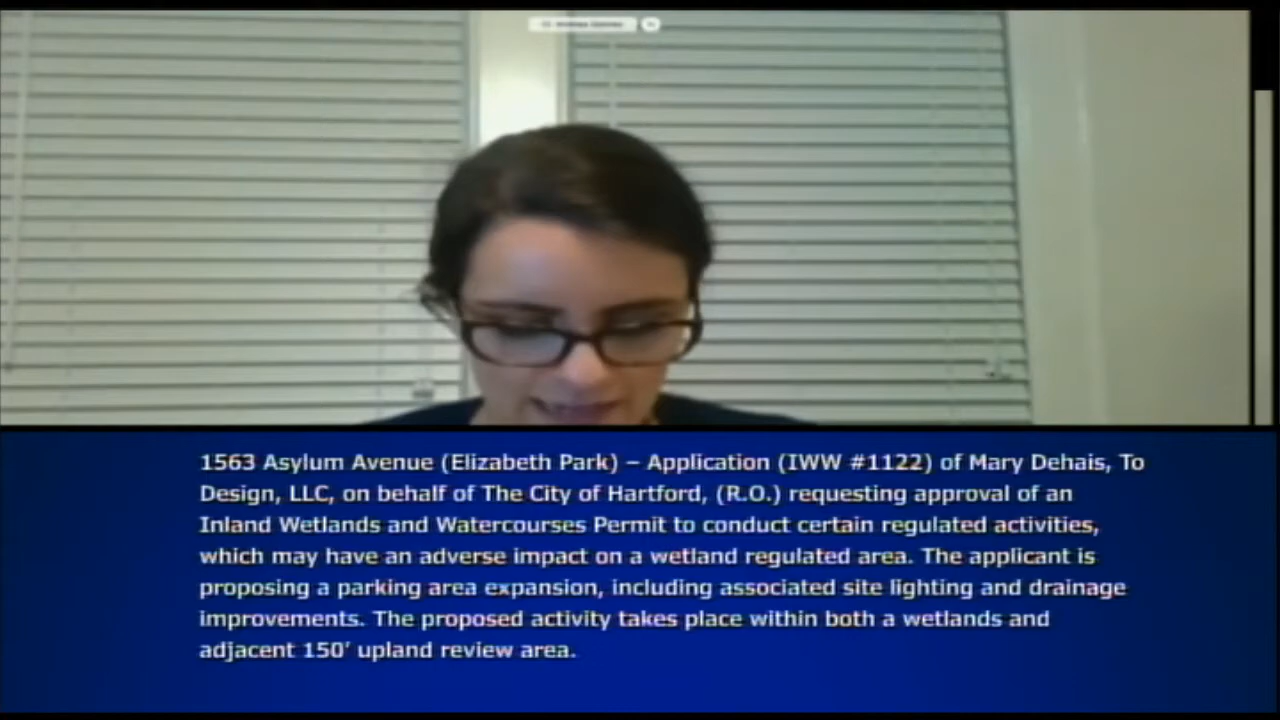 1563 Asylum Avenue (Elizabeth Park) – Application (IWW #1122) of Mary Dehais, To
Design, LLC, on behalf of The City of Hartford, (R.O.) requesting approval of an
Inland Wetlands and Watercourses Permit to conduct certain regulated activities,
which may have an adverse impact on a wetland regulated area. The applicant is
proposing a parking area expansion, including associated site lighting and drainage
improvements. The proposed activity takes place within both a wetlands and
adjacent 150’ upland review area.